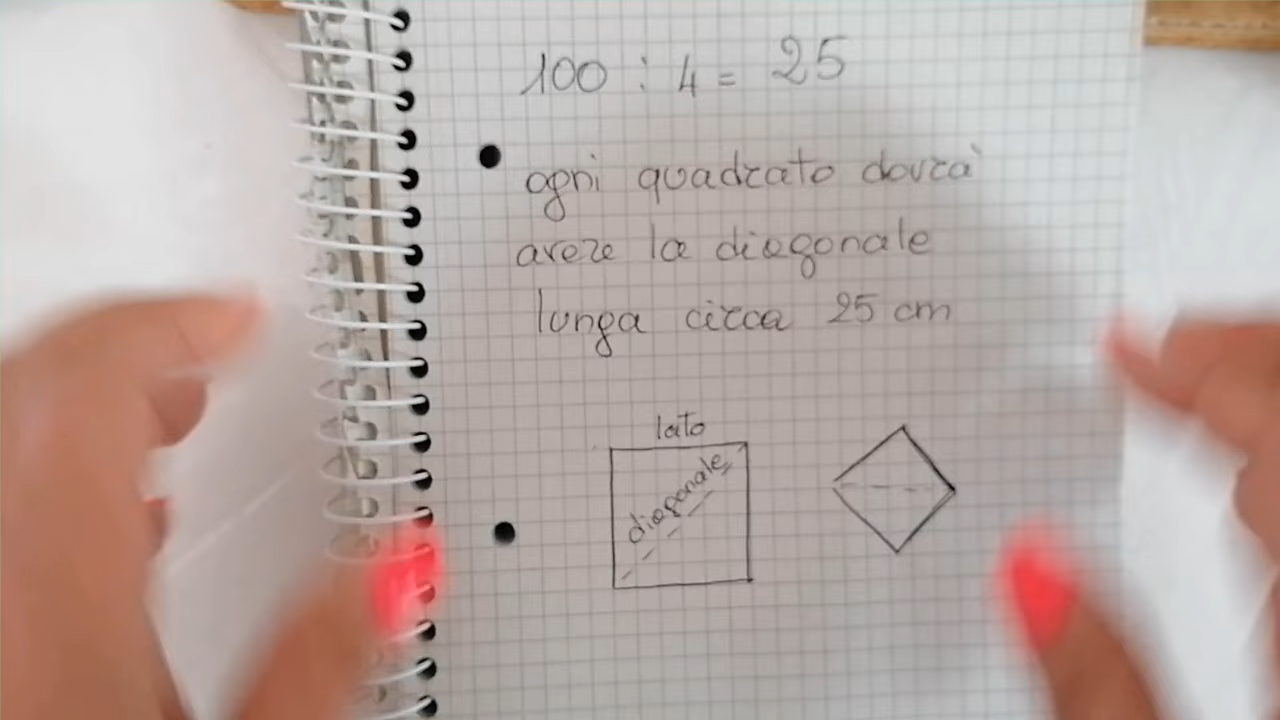 100 : 4 = 25
ogni quadrato dovrà
avere la diagonale
lunga circa 25 cm
lato
diagonale